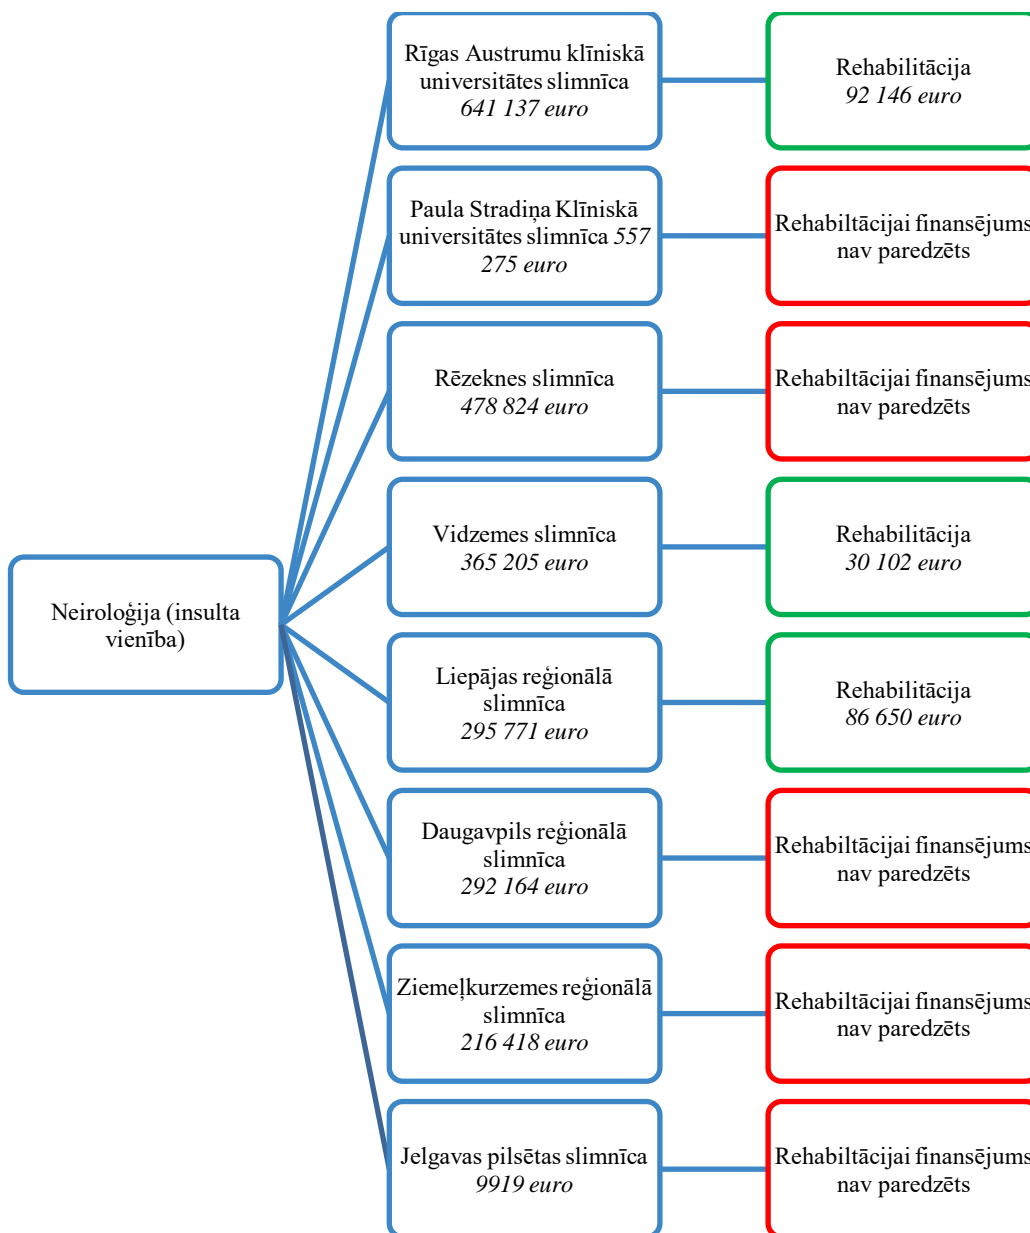 Rīgas Austrumu klīniskā
universitātes slimnīca
641 137 euro
Rehabilitācija
92 146 euro
Paula Stradiņa Klīniskā
universitātes slimnīca 557
275 euro
Rehabiltācijai finansējums
nav paredzēts
Rēzeknes slimnīca
478 824 euro
Rehabiltācijai finansējums
nav paredzēts
Vidzemes slimnīca
365 205 euro
Rehabilitācija
30 102 euro
Neiroloģija (insulta
vienība)
Liepājas reģionālā
slimnīca
295 771 euro
Rehabilitācija
86 650 euro
Daugavpils reģionālā
slimnīca
292 164 euro
Rehabiltācijai finansējums
nav paredzēts
Ziemeļkurzemes reģionālā
slimnīca
216 418 euro
Rehabiltācijai finansējums
nav paredzēts
Jelgavas pilsētas slimnīca
9919 euro
Rehabiltācijai finansējums
nav paredzēts